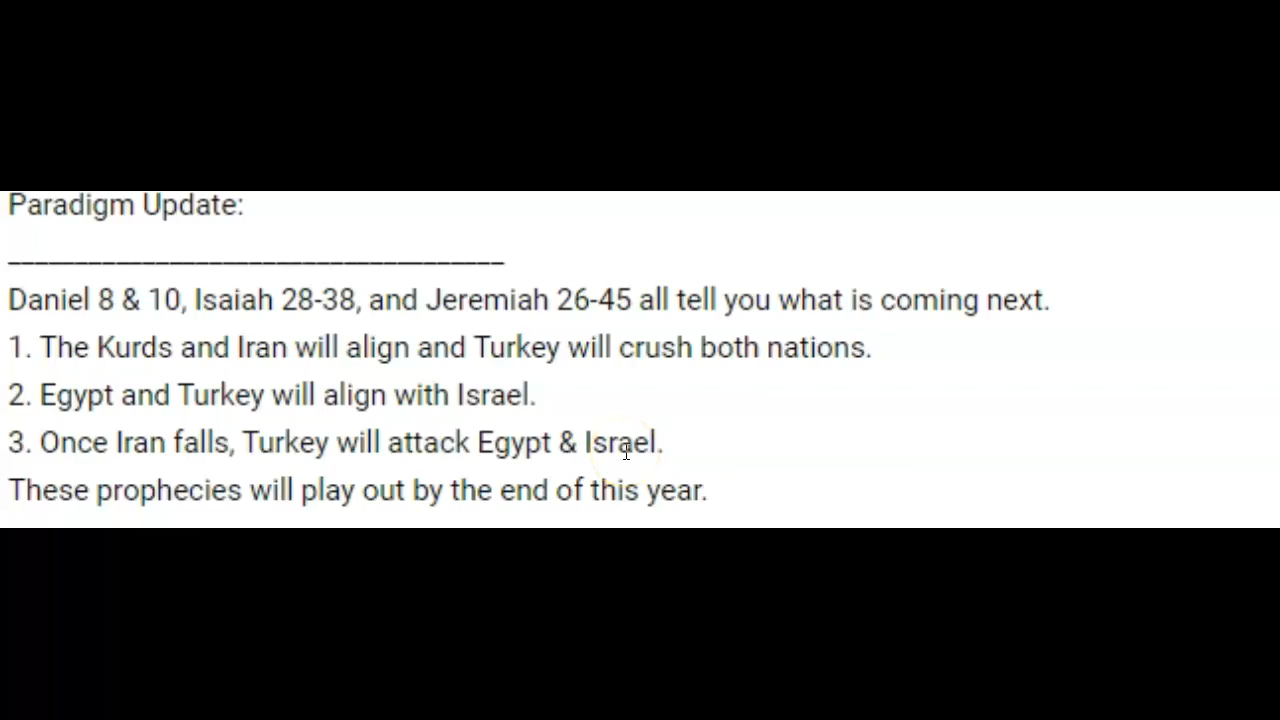 Paradigm Update:
_____________________________________
Daniel 8 & 10, Isaiah 28-38, and Jeremiah 26-45 all tell you what is coming next.
1. The Kurds and Iran will align and Turkey will crush both nations.
2. Egypt and Turkey will align with Israel.
3. Once Iran falls, Turkey will attack Egypt & Israel.
These prophecies will play out by the end of this year.